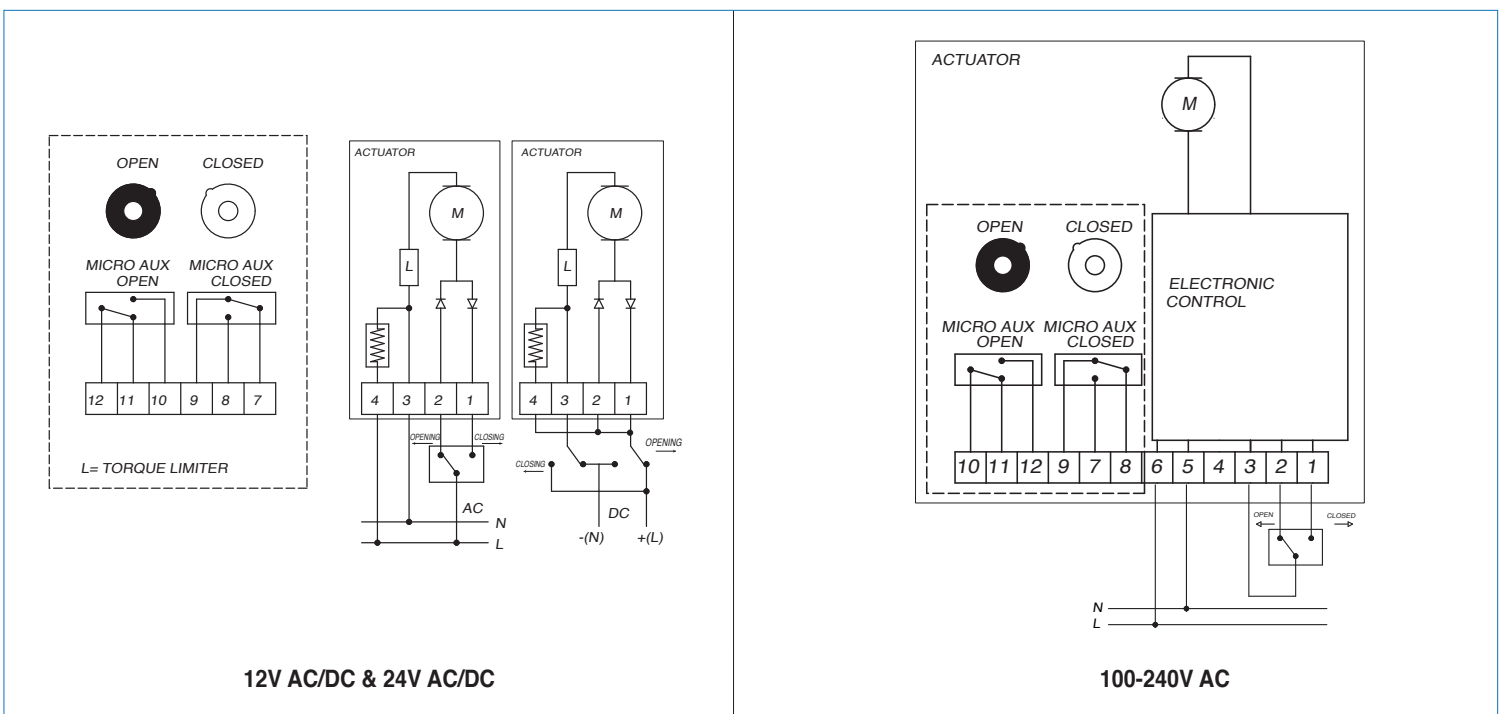 OPEN CLOSED
MICRO AUX MICRO AUX
OPEN CLOSED
12 11 10 9 8 7
L= TORQUE LIMITER
ACTUATOR
M
L
4 3 2 1
OPENING CLOSING
AC
N
L
ACTUATOR
M
L
4 3 2 1
OPENING
CLOSING
DC
-(N) +(L)
12V AC/DC & 24V AC/DC
ACTUATOR
M
OPEN CLOSED
ELECTRONIC
CONTROL
MICRO AUX MICRO AUX
OPEN CLOSED
10 11 12 9 7 8 6 5 4 3 2 1
OPEN CLOSED
N
L
100-240V AC